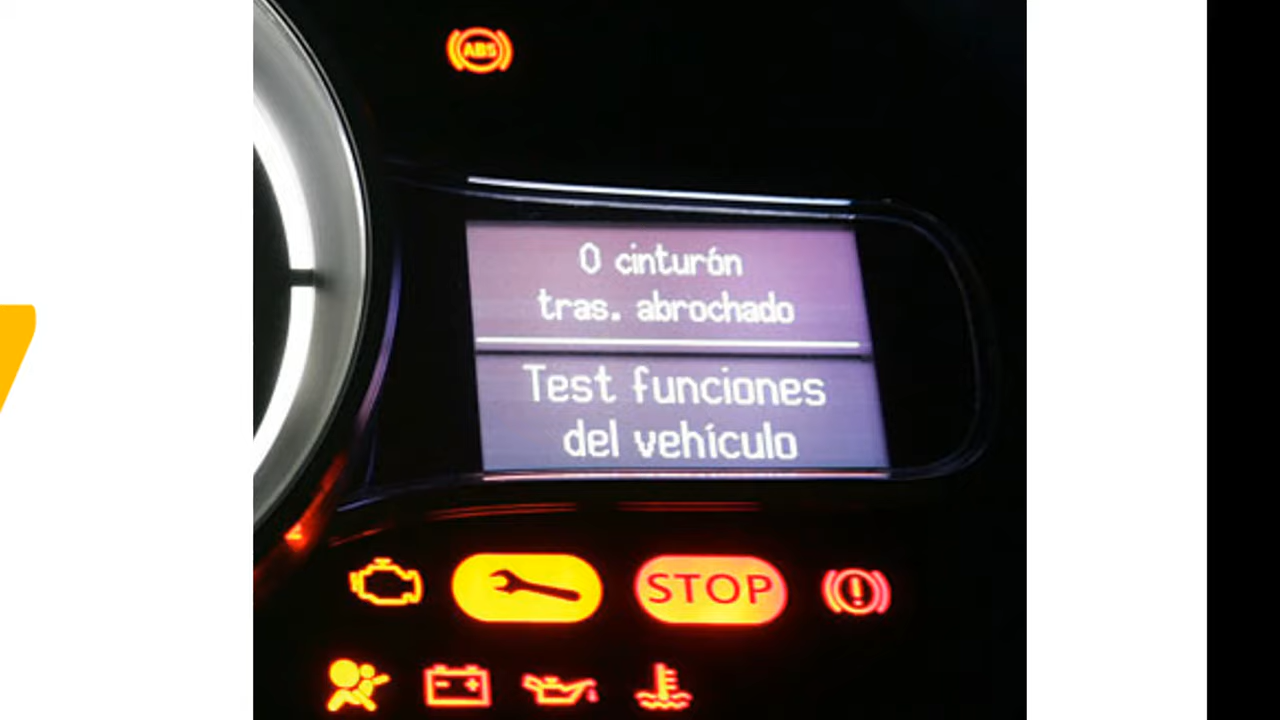 ABS
0 cinturón
tras. abrochado
Test funciones
del vehículo
STOP